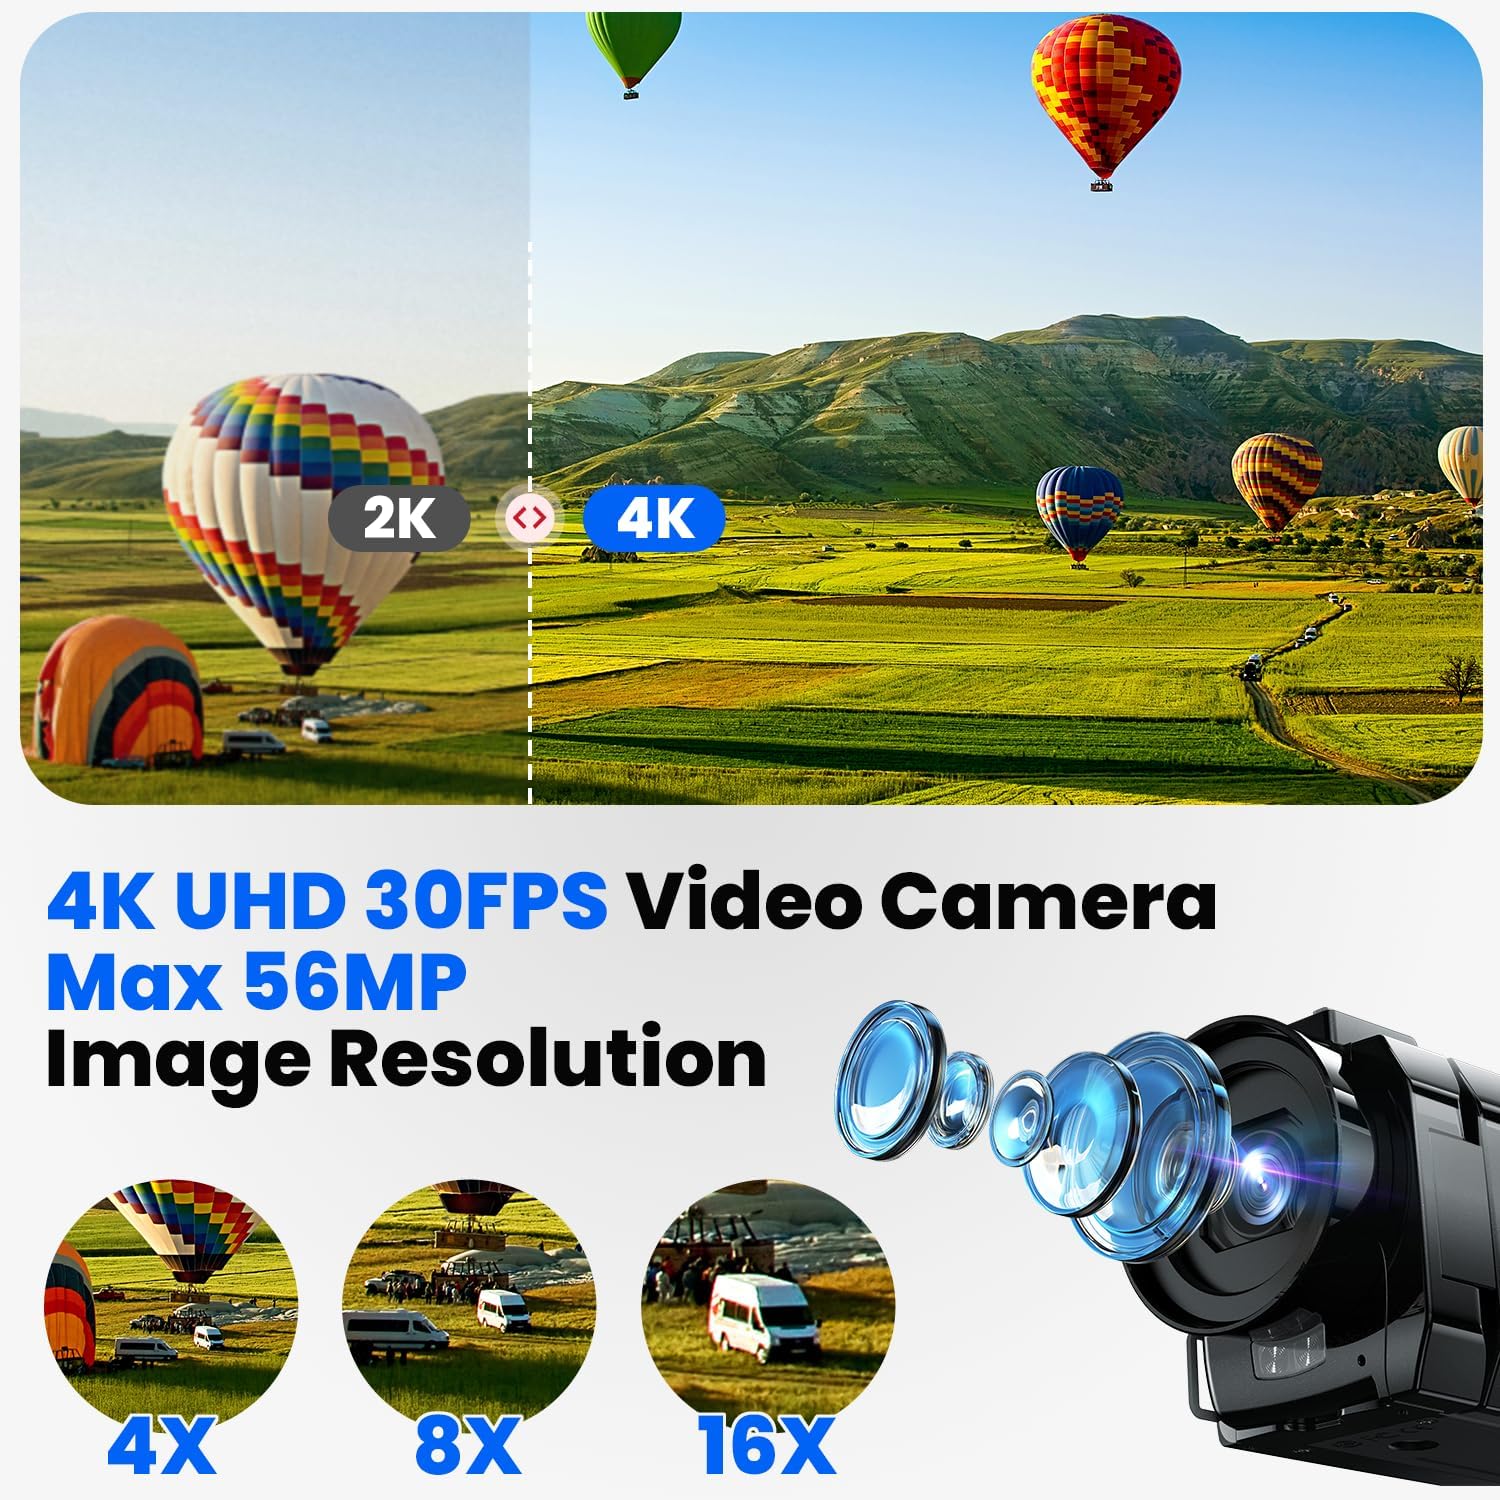 2K
4K
4K UHD 30FPS Video Camera
Max 56MP
Image Resolution
4X
8X
16X